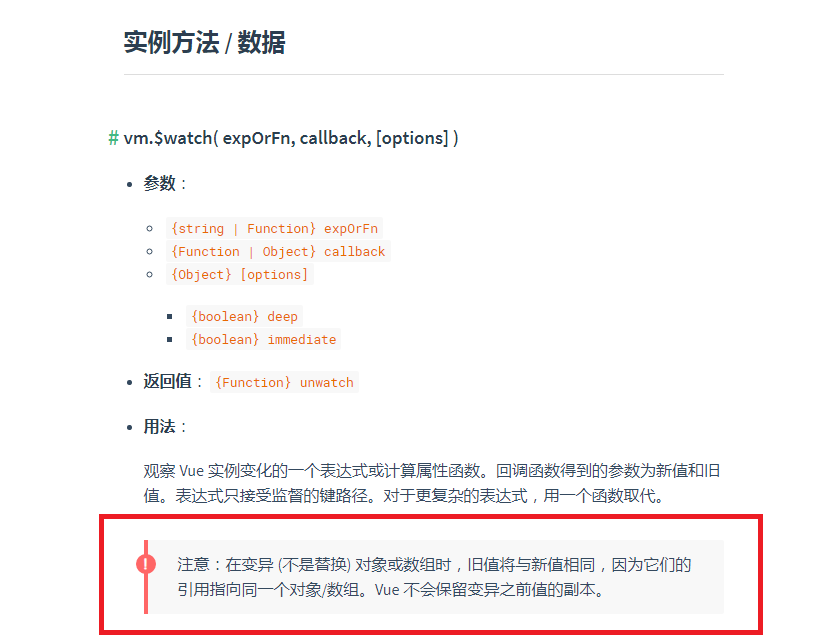 实例方法 / 数据
# vm.$watch( expOrFn, callback, [options] )
参数：
{string | Function} expOrFn
{Function | Object} callback
{Object} [options]
{boolean} deep
{boolean} immediate
返回值： {Function} unwatch
用法：
观察 Vue 实例变化的一个表达式或计算属性函数。回调函数得到的参数为新值和旧
值。表达式只接受监督的键路径。对于更复杂的表达式，用一个函数取代。
!
注意：在变异 (不是替换) 对象或数组时，旧值将与新值相同，因为它们的
引用指向同一个对象/数组。Vue 不会保留变异之前值的副本。